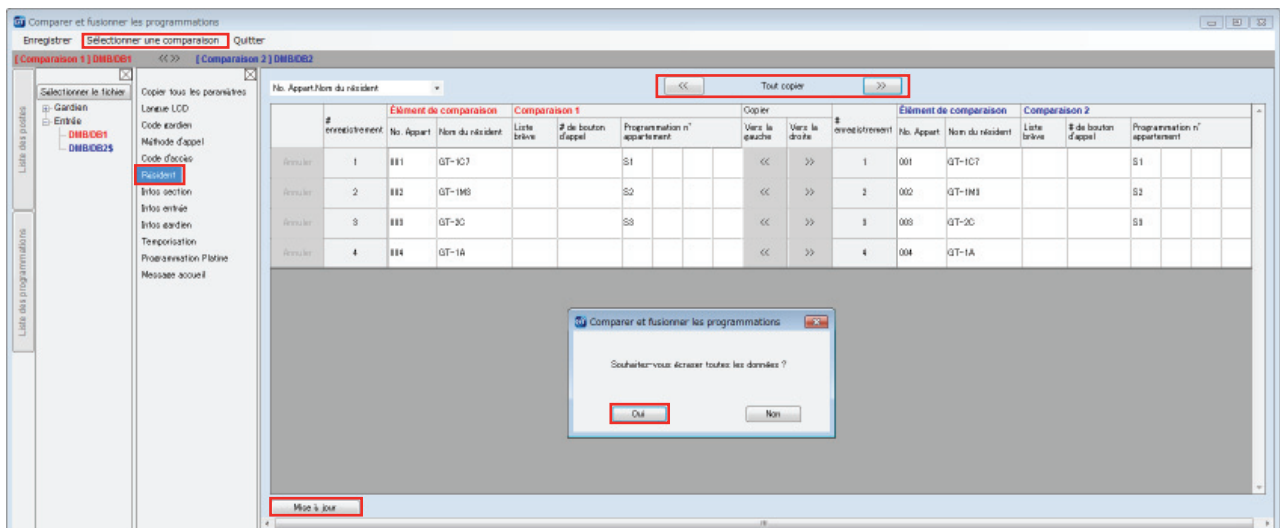 Comparer et fusionner les programmations
Enregistrer Sélectionner une comparaison Quitter
[ Comparaison 1 ] DMB/DB1 << >> [ Comparaison 2 ] DMB/DB2
Liste des postes
Liste des programmations
Sélectionner le fichier
Gardien
Entrée
DMB/DB1
DMB/DB2$
Copier tous les paramètres
Langue LCD
Code gardien
Méthode d'appel
Code d'accès
Résident
Infos section
Infos entrée
Infos gardien
Temporisation
Programmation Platine
Message accueil
No. Appart.Nom du résident
<< Tout copier >>
Élément de comparaison Comparaison 1 Copier Élément de comparaison Comparaison 2
# enregistrement No. Appart Nom du résident Liste brève # de bouton d'appel Programmation n° appartement Vers la gauche Vers la droite # enregistrement No. Appart Nom du résident Liste brève # de bouton d'appel Programmation n° appartement
Annuler 1 001 GT-1C7 S1 << >> 1 001 GT-1C7 S1
Annuler 2 002 GT-1M3 S2 << >> 2 002 GT-1M3 S2
Annuler 3 003 GT-2C S3 << >> 3 003 GT-2C S3
Annuler 4 004 GT-1A << >> 4 004 GT-1A
Comparer et fusionner les programmations
Souhaitez-vous écraser toutes les données ?
Oui Non
Mise à jour